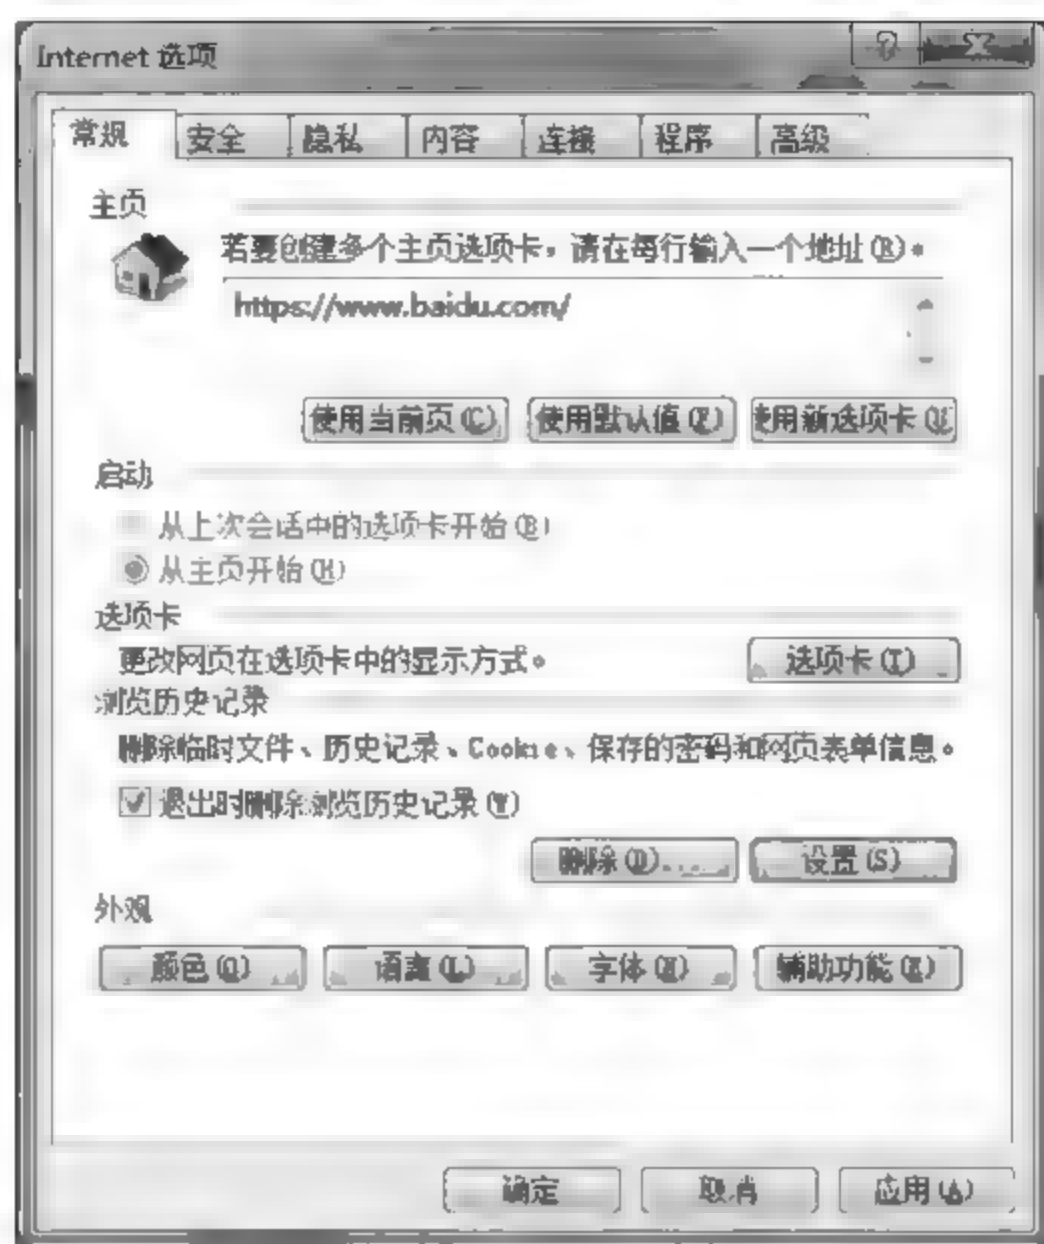 Internet 选项
常规 安全 隐私 内容 连接 程序 高级
主页
若要创建多个主页选项卡，请在每行输入一个地址(R)。
https://www.baidu.com/
使用当前页(C) 使用默认值(F) 使用新选项卡(U)
启动
从上次会话中的选项卡开始(B)
从主页开始(H)
选项卡
更改网页在选项卡中的显示方式。 选项卡(T)
浏览历史记录
删除临时文件、历史记录、Cookie、保存的密码和网页表单信息。
退出时删除浏览历史记录(W)
删除(D)... 设置(S)
外观
颜色(O) 语言(L) 字体(N) 辅助功能(E)
确定 取消 应用(A)